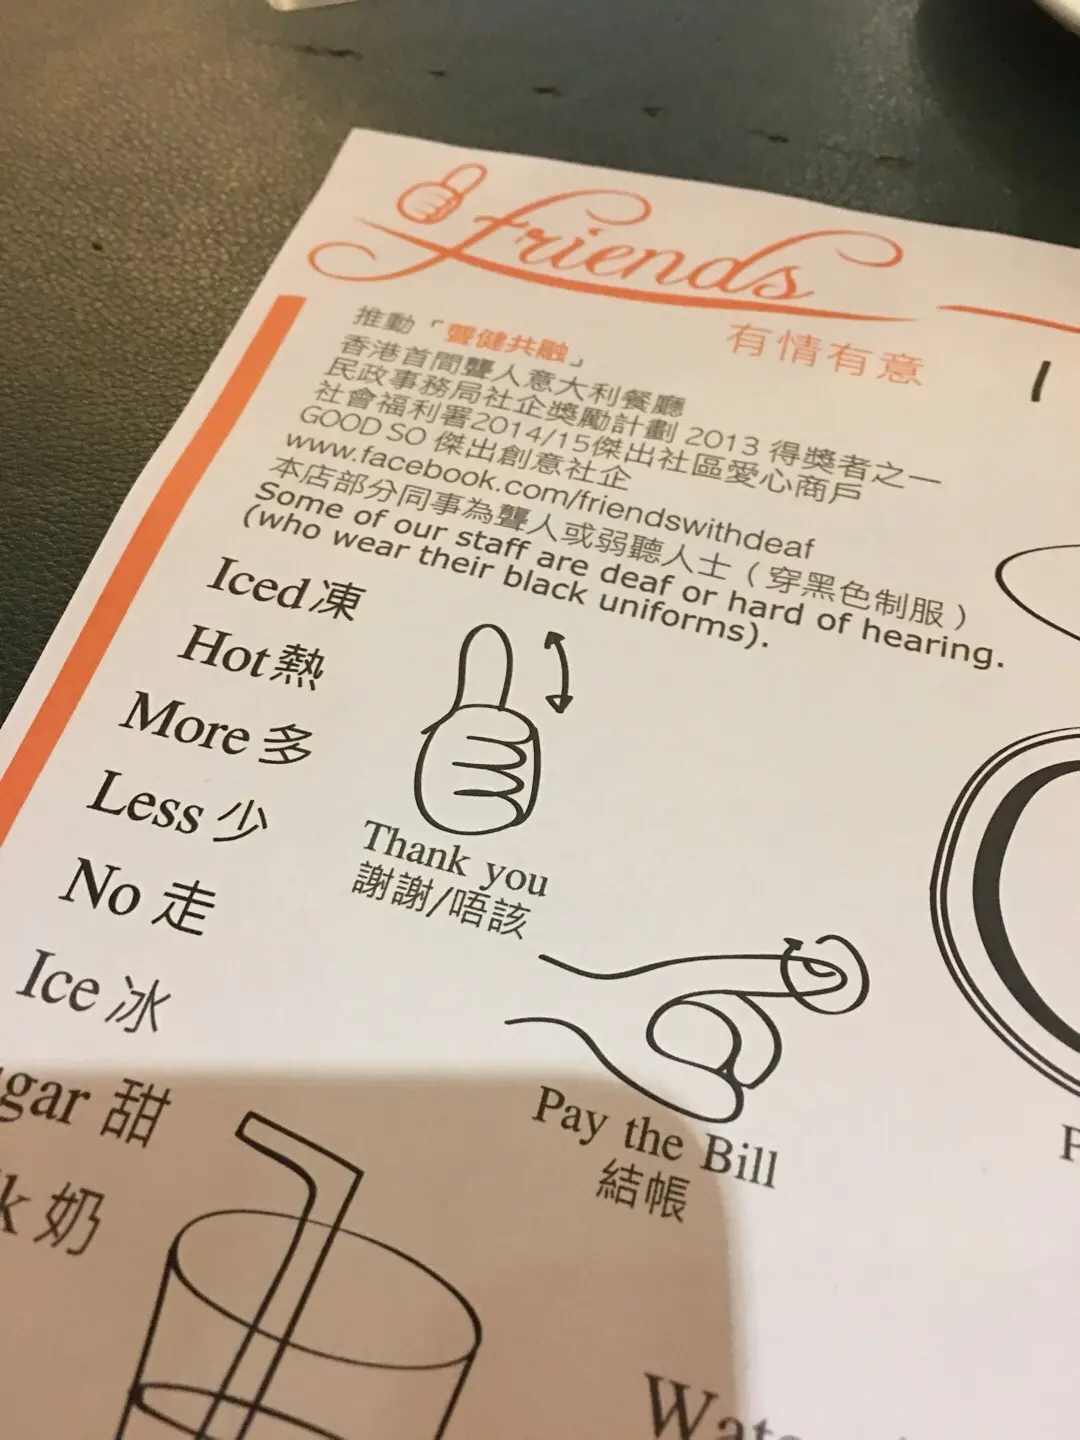 friends
有情有意
推動「聾健共融」
香港首間聾人意大利餐廳
民政事務局社企獎勵計劃 2013 得獎者之一
社會福利署2014/15傑出社區愛心商戶
GOOD SO 傑出創意社企
www.facebook.com/friendswithdeaf
本店部分同事為聾人或弱聽人士（穿黑色制服）
Some of our staff are deaf or hard of hearing.
(who wear their black uniforms).
Iced 凍
Hot 熱
More 多
Less 少
No 走
Ice 冰
gar 甜
k 奶
Thank you
謝謝/唔該
Pay the Bill
結帳